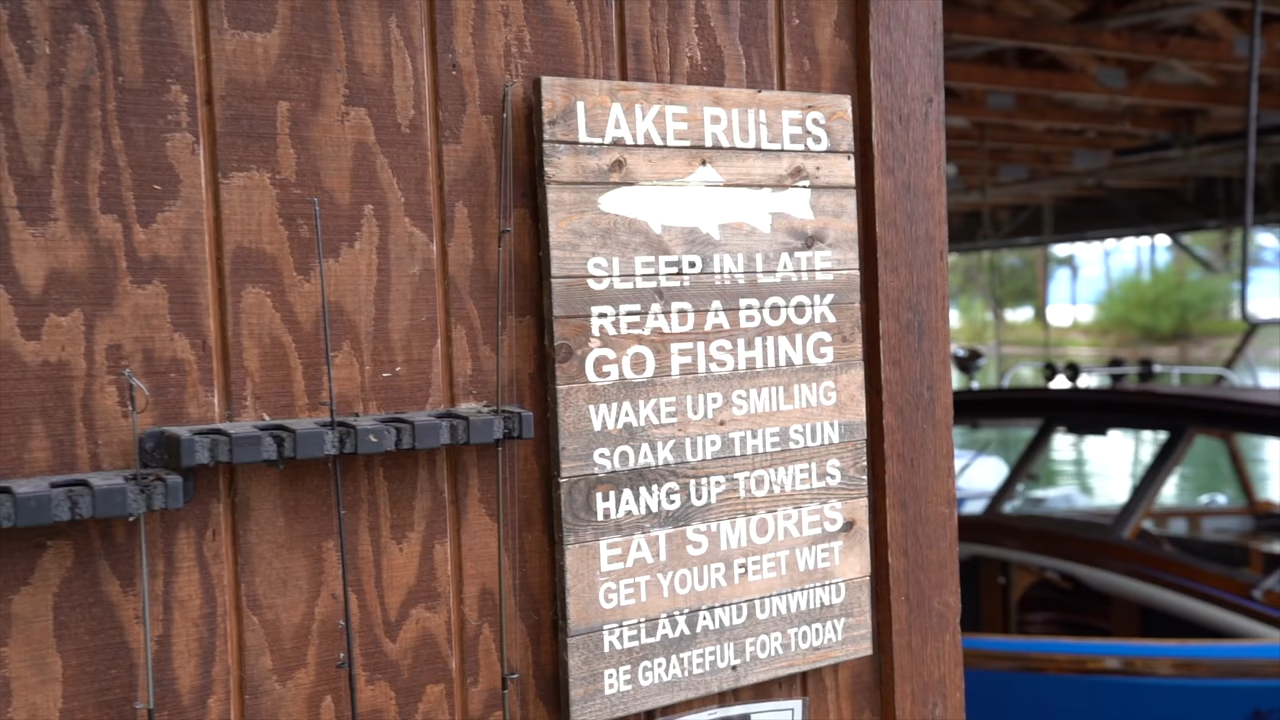 LAKE RULES
SLEEP IN LATE
READ A BOOK
GO FISHING
WAKE UP SMILING
SOAK UP THE SUN
HANG UP TOWELS
EAT S'MORES
GET YOUR FEET WET
RELAX AND UNWIND
BE GRATEFUL FOR TODAY